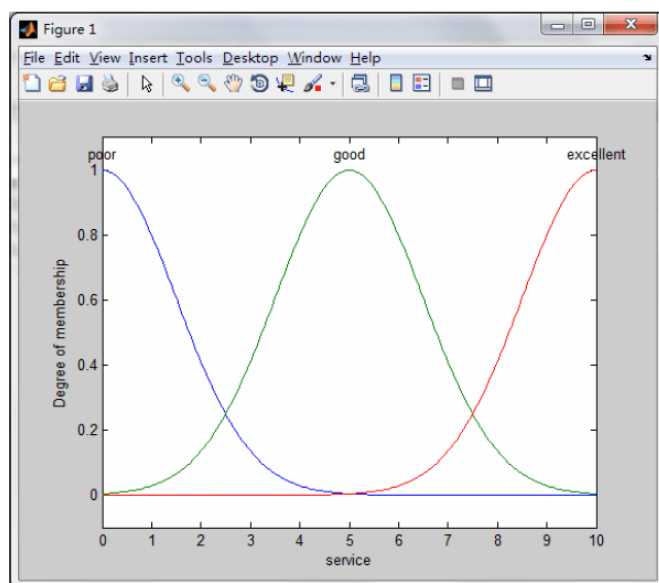 Figure 1
File Edit View Insert Tools Desktop Window Help
poor good excellent
1
0.8
0.6
0.4
0.2
0
Degree of membership
0 1 2 3 4 5 6 7 8 9 10
service